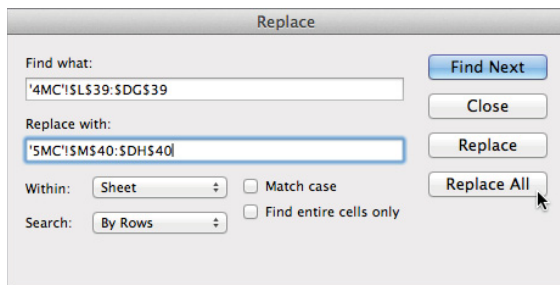 Replace
Find what:
'4MC'!$L$39:$DG$39
Replace with:
'5MC'!$M$40:$DH$40
Within: Sheet
Match case
Search: By Rows
Find entire cells only
Find Next
Close
Replace
Replace All